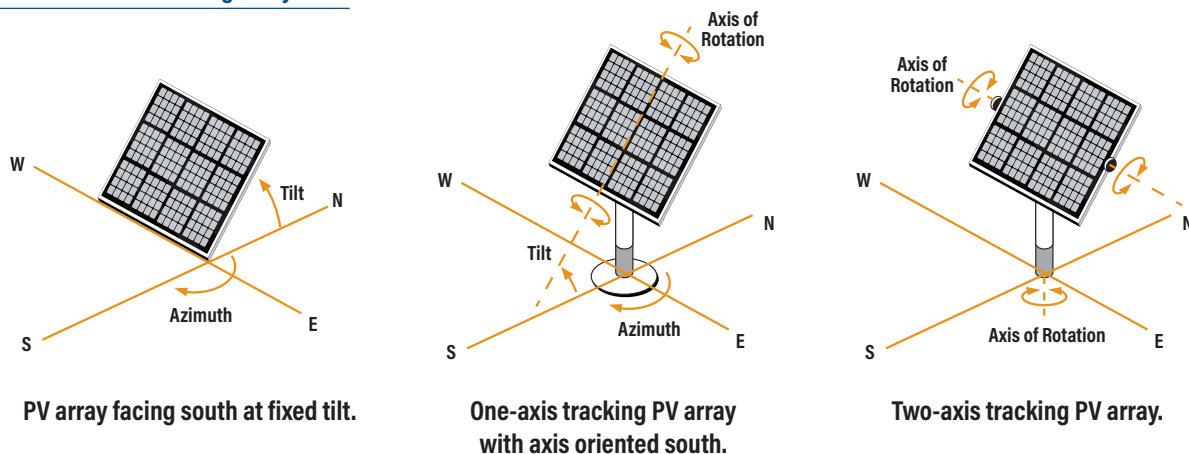 W
Tilt
N
Azimuth
S
E
PV array facing south at fixed tilt.
Axis of
Rotation
W
N
Tilt
Azimuth
S
E
One-axis tracking PV array
with axis oriented south.
Axis of
Rotation
W
N
Axis of Rotation
S
E
Two-axis tracking PV array.